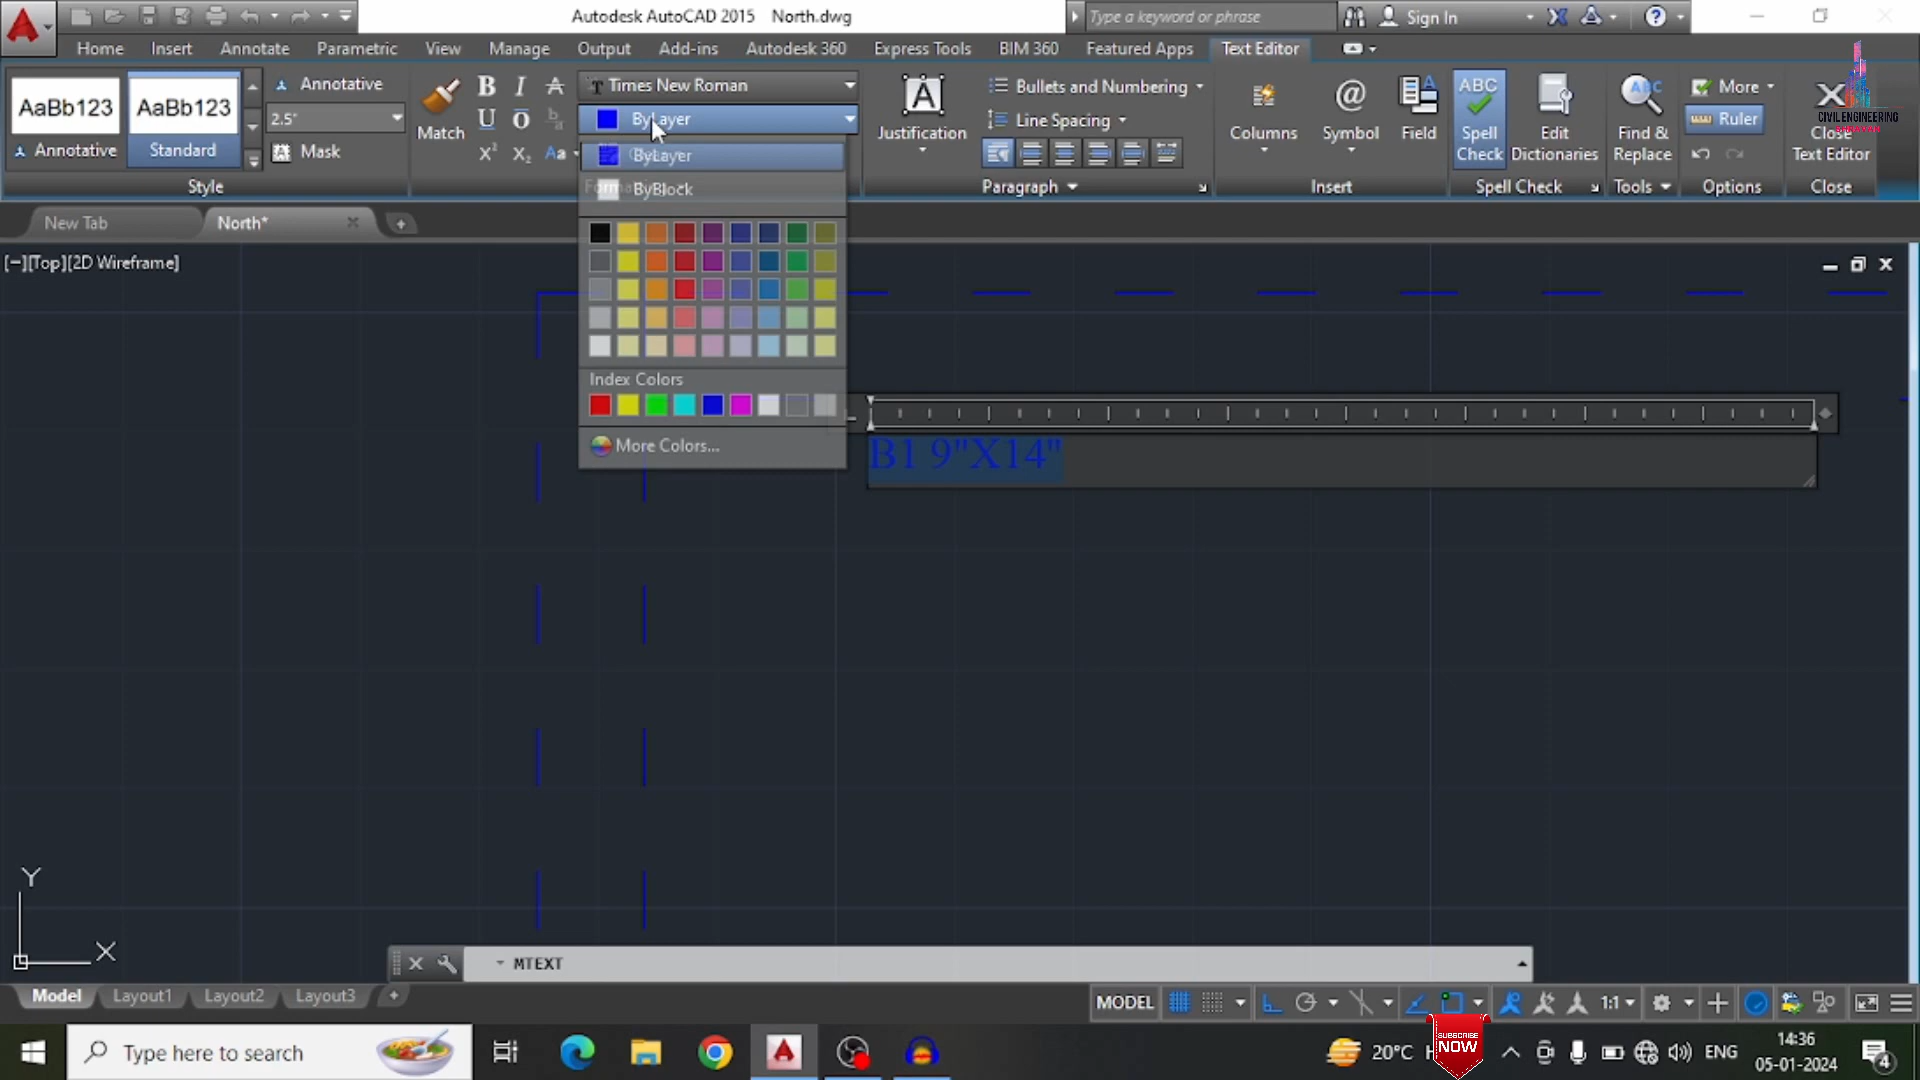 Autodesk AutoCAD 2015 North.dwg
Type a keyword or phrase
Sign In
Home Insert Annotate Parametric View Manage Output Add-ins Autodesk 360 Express Tools BIM 360 Featured Apps Text Editor
AaBb123 AaBb123
Annotative Standard
Style
Annotative
2.5"
Mask
Match
Times New Roman
ByLayer
ByLayer
ByBlock
Index Colors
More Colors...
Justification
Bullets and Numbering
Line Spacing
Paragraph
Columns Symbol Field
Insert
ABC
Spell Check
Edit Dictionaries
Spell Check
ABC
Find & Replace
Tools
More
Ruler
Options
Close Text Editor
Close
CIVIL ENGINEERING
SHRAVAN
New Tab North*
[−][Top][2D Wireframe]
B1 9"X14"
Y
X
MTEXT
Model Layout1 Layout2 Layout3
MODEL 1:1
Type here to search
20°C
SUBSCRIBE
NOW
ENG
14:36
05-01-2024
4